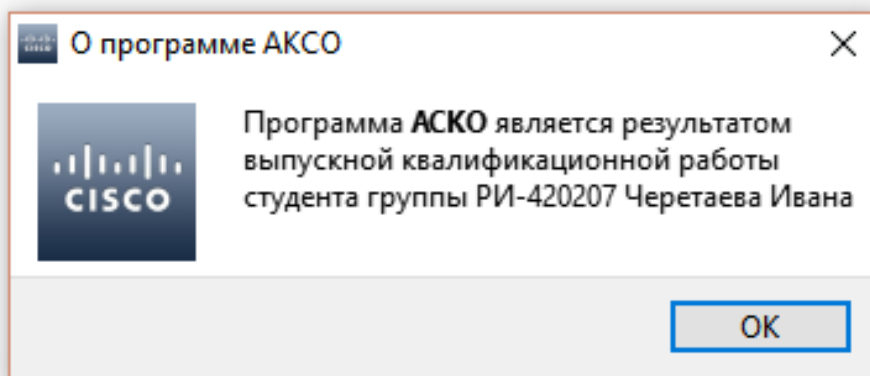 О программе АКСО
Программа АСКО является результатом
выпускной квалификационной работы
студента группы РИ-420207 Черетаева Ивана
CISCO
OK